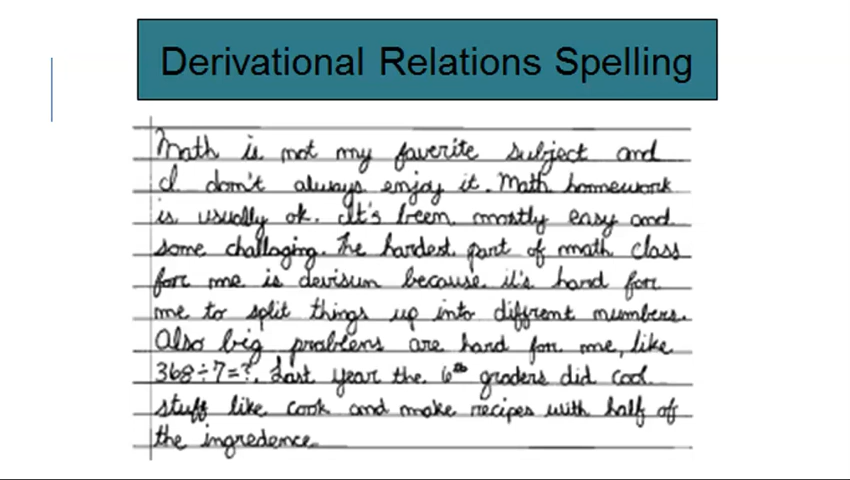 Derivational Relations Spelling
Math is not my faverite subject and
I don't always enjoy it. Math homework
is usually ok. It's been mostly easy and
some challaging. The hardest part of math class
for me is devisun because it's hard for
me to split things up into diffrent numbers.
Also big problems are hard for me, like
368÷7=?. Last year the 6th graders did cool
stuff like cook and make recipes with half of
the ingredence